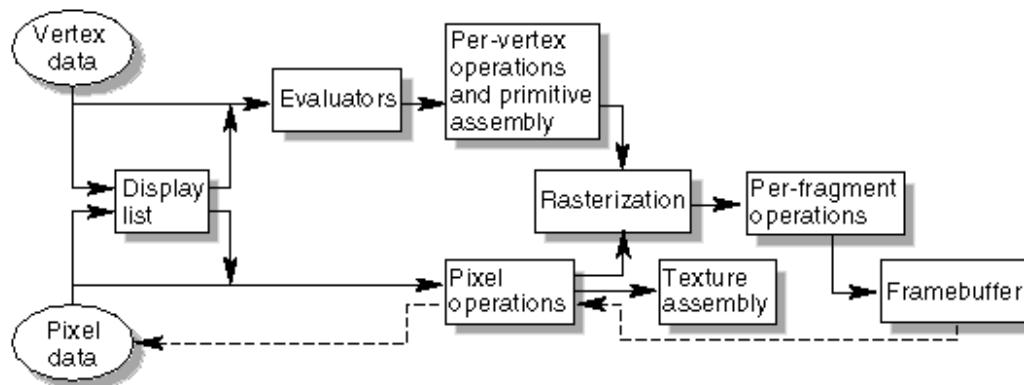 Vertex
data
Per-vertex
operations
and primitive
assembly
Evaluators
Display
list
Rasterization
Per-fragment
operations
Pixel
operations
Texture
assembly
Framebuffer
Pixel
data